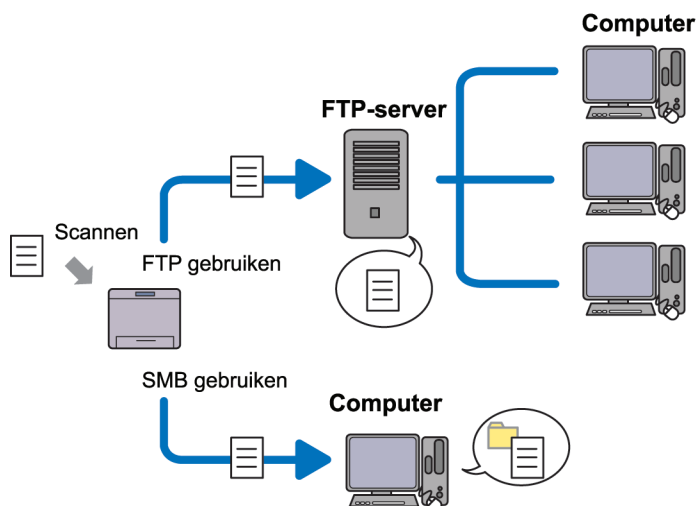 Computer
FTP-server
Scannen
FTP gebruiken
SMB gebruiken
Computer